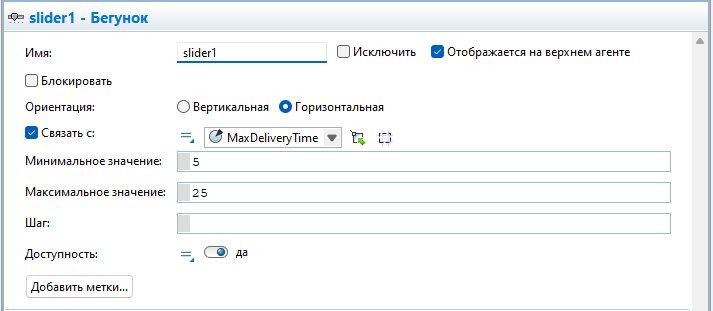 slider1 - Бегунок
Имя: slider1 Исключить Отображается на верхнем агенте
Блокировать
Ориентация: Вертикальная Горизонтальная
Связать с: MaxDeliveryTime
Минимальное значение: 5
Максимальное значение: 25
Шаг:
Доступность: да
Добавить метки...